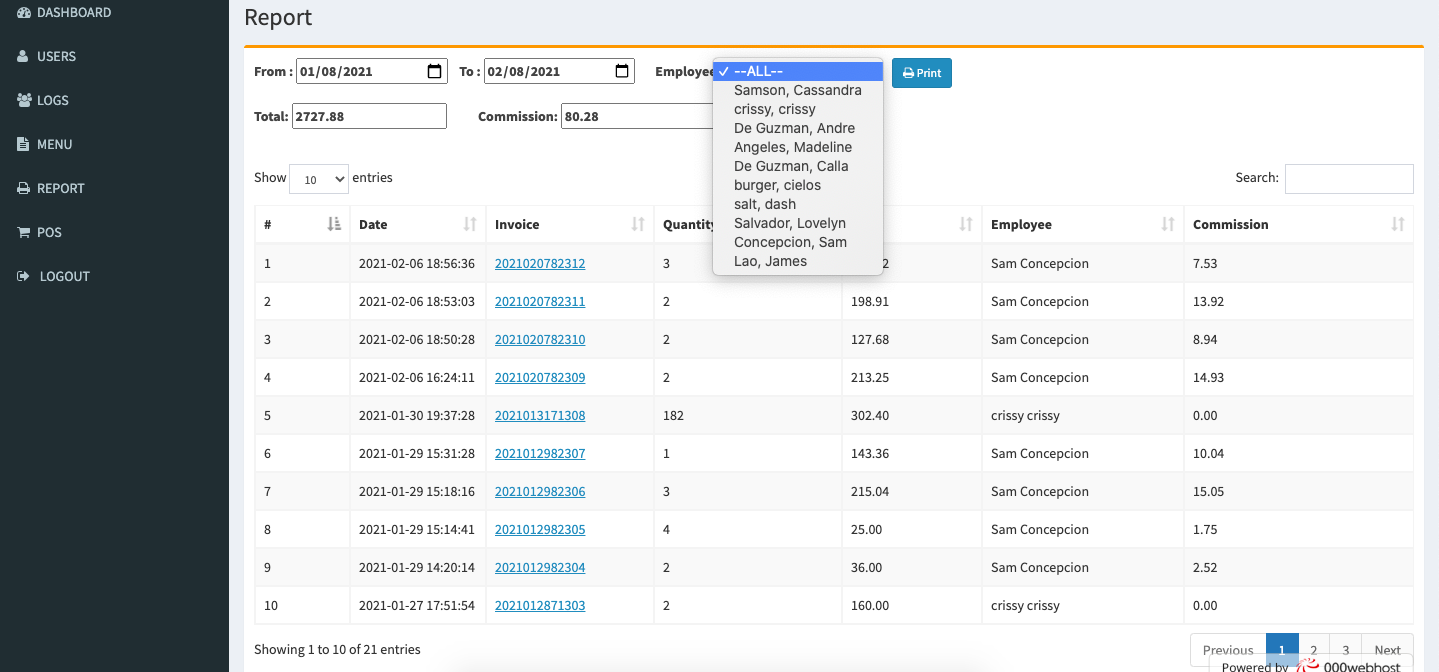 DASHBOARD
USERS
LOGS
MENU
REPORT
POS
LOGOUT
Report
From : 01/08/2021 To : 02/08/2021 Employee
✓ --ALL--
Samson, Cassandra
crissy, crissy
De Guzman, Andre
Angeles, Madeline
De Guzman, Calla
burger, cielos
salt, dash
Salvador, Lovelyn
Concepcion, Sam
Lao, James
Print
Total: 2727.88 Commission: 80.28
Show 10 entries Search:
# Date Invoice Quantity Employee Commission
1 2021-02-06 18:56:36 2021020782312 3 2 Sam Concepcion 7.53
2 2021-02-06 18:53:03 2021020782311 2 198.91 Sam Concepcion 13.92
3 2021-02-06 18:50:28 2021020782310 2 127.68 Sam Concepcion 8.94
4 2021-02-06 16:24:11 2021020782309 2 213.25 Sam Concepcion 14.93
5 2021-01-30 19:37:28 2021013171308 182 302.40 crissy crissy 0.00
6 2021-01-29 15:31:28 2021012982307 1 143.36 Sam Concepcion 10.04
7 2021-01-29 15:18:16 2021012982306 3 215.04 Sam Concepcion 15.05
8 2021-01-29 15:14:41 2021012982305 4 25.00 Sam Concepcion 1.75
9 2021-01-29 14:20:14 2021012982304 2 36.00 Sam Concepcion 2.52
10 2021-01-27 17:51:54 2021012871303 2 160.00 crissy crissy 0.00
Showing 1 to 10 of 21 entries
Previous 1 2 3 Next
Powered by 000webhost